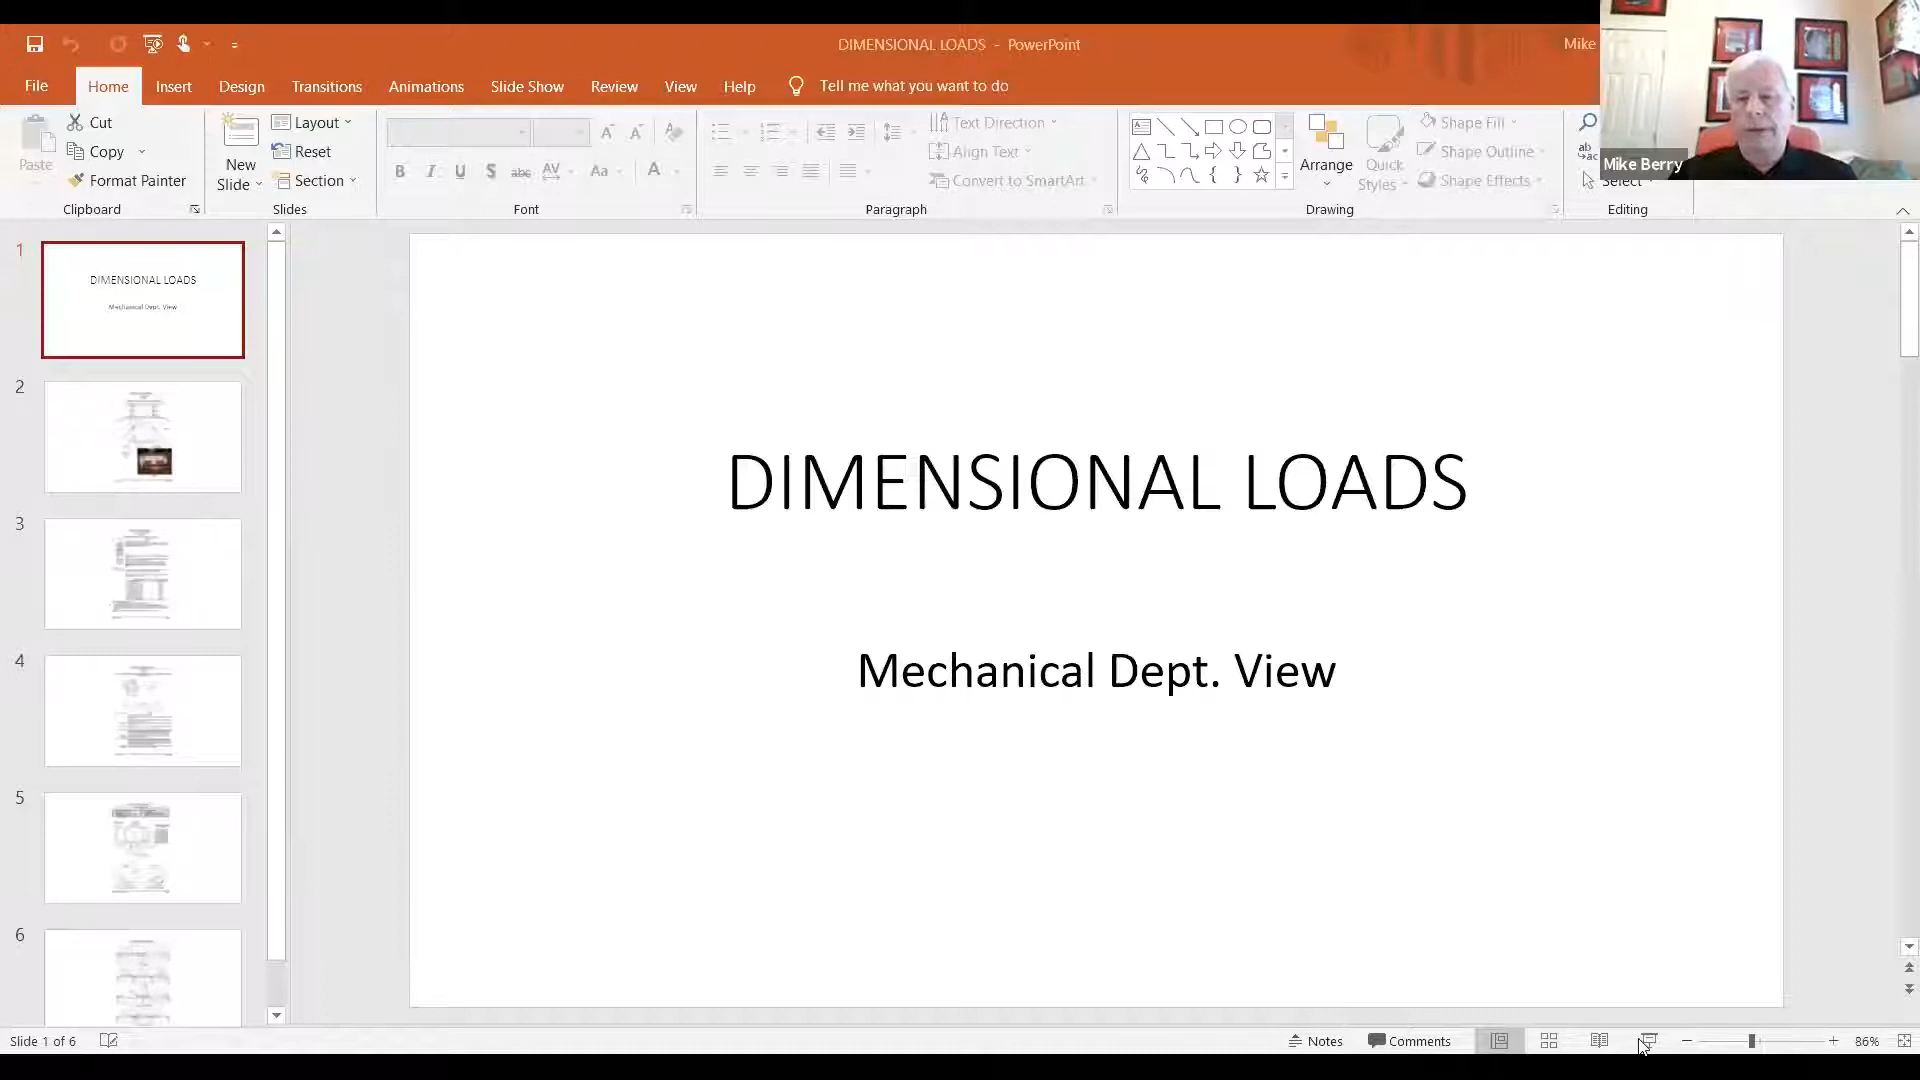 DIMENSIONAL LOADS - PowerPoint
Mike
File Home Insert Design Transitions Animations Slide Show Review View Help Tell me what you want to do
Paste
Cut
Copy
Format Painter
Clipboard
New
Slide
Layout
Reset
Section
Slides
B I U S abc AV Aa A
Font
Text Direction
Align Text
Convert to SmartArt
Paragraph
Arrange
Quick
Styles
Shape Fill
Shape Outline
Shape Effects
Drawing
Select
Editing
Mike Berry
1
DIMENSIONAL LOADS
Mechanical Dept. View
2
3
4
5
6
DIMENSIONAL LOADS
Mechanical Dept. View
Slide 1 of 6
Notes
Comments
86%